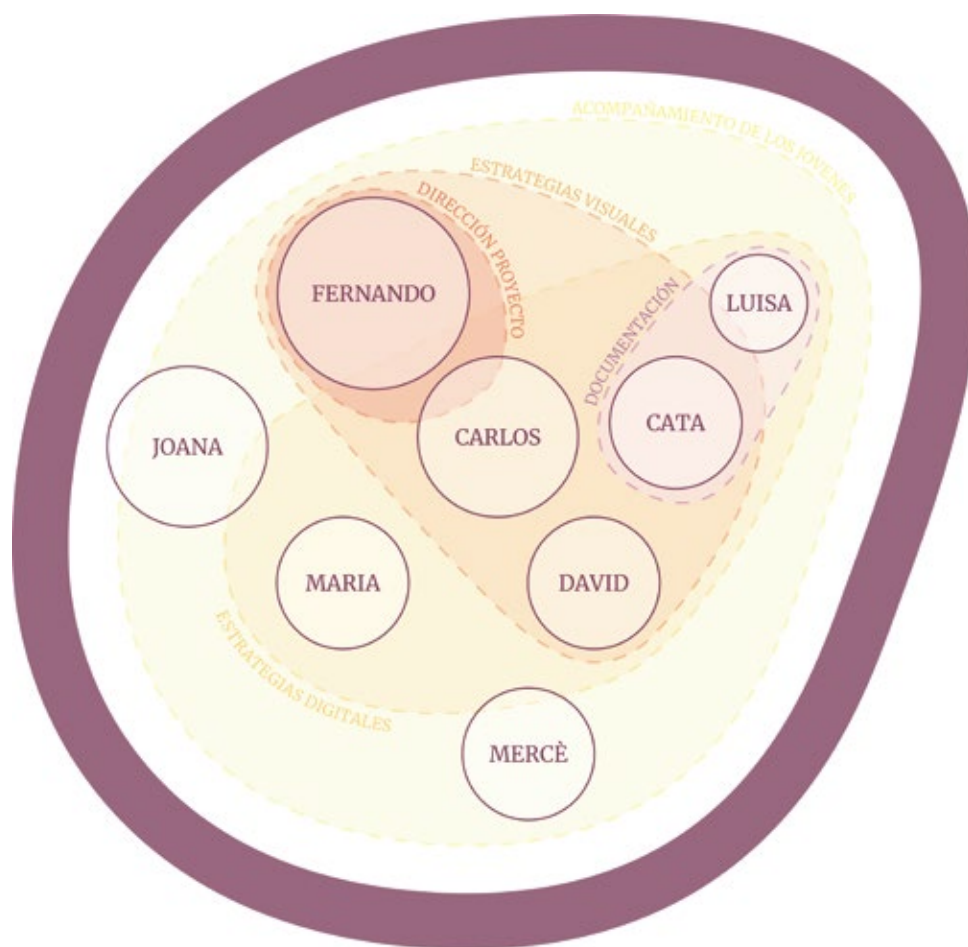 ACOMPAÑAMIENTO DE LOS JÓVENES
ESTRATEGIAS VISUALES
DIRECCIÓN PROYECTO
FERNANDO
LUISA
DOCUMENTACIÓN
CATA
CARLOS
JOANA
MARIA
DAVID
ESTRATEGIAS DIGITALES
MERCÈ